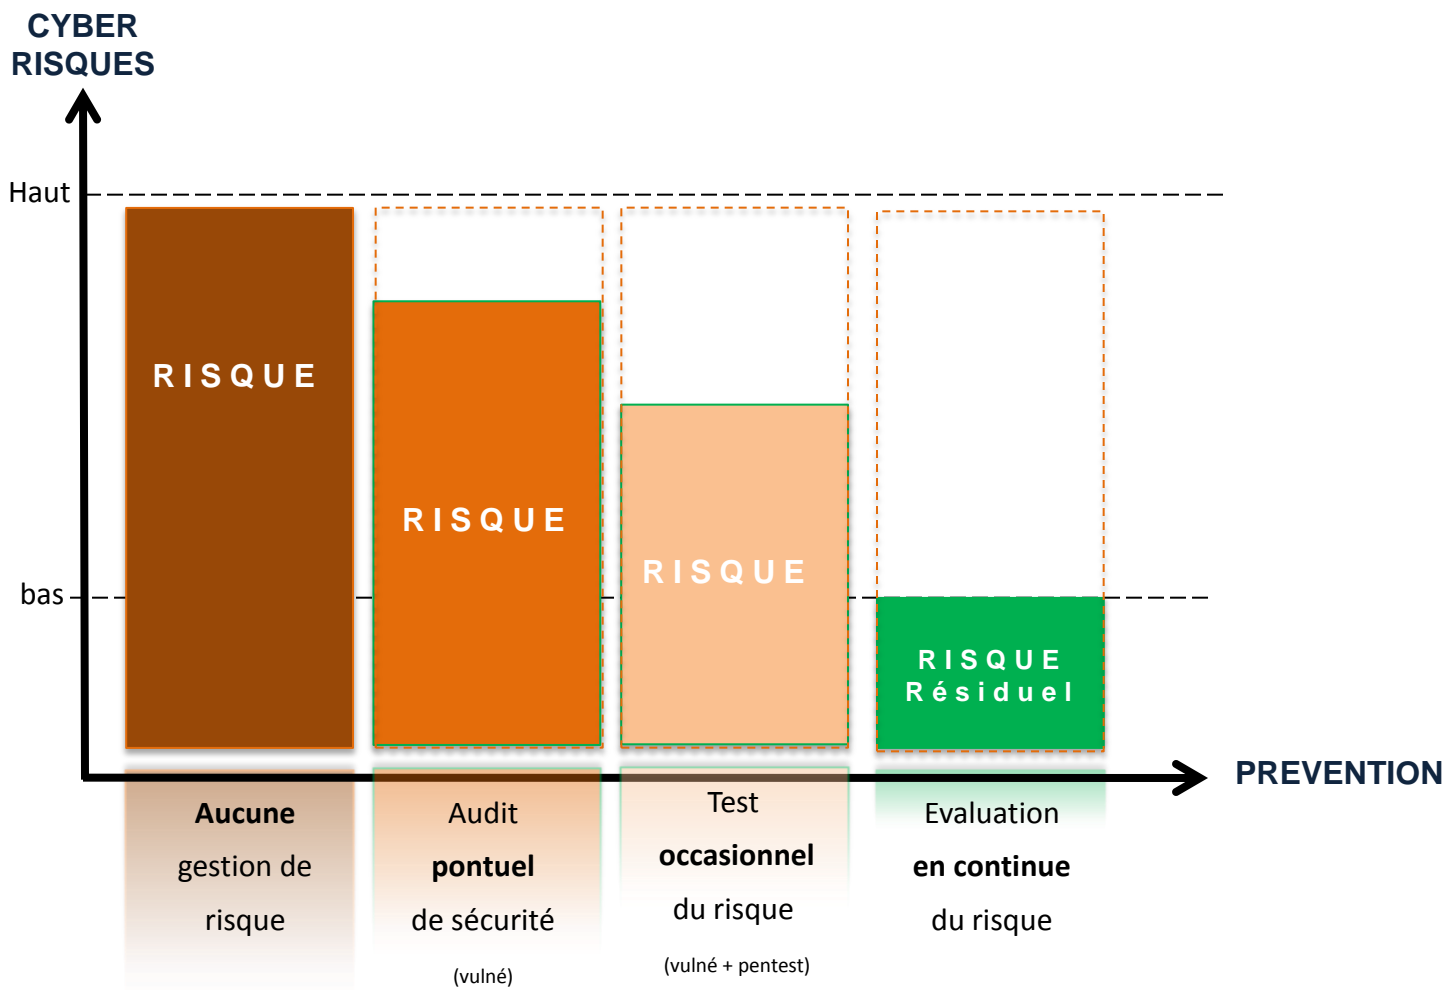 CYBER
RISQUES
Haut
RISQUE
RISQUE
RISQUE
bas
RISQUE
Résiduel
PREVENTION
Aucune
gestion de
risque
Audit
pontuel
de sécurité
(vulné)
Test
occasionnel
du risque
(vulné + pentest)
Evaluation
en continue
du risque